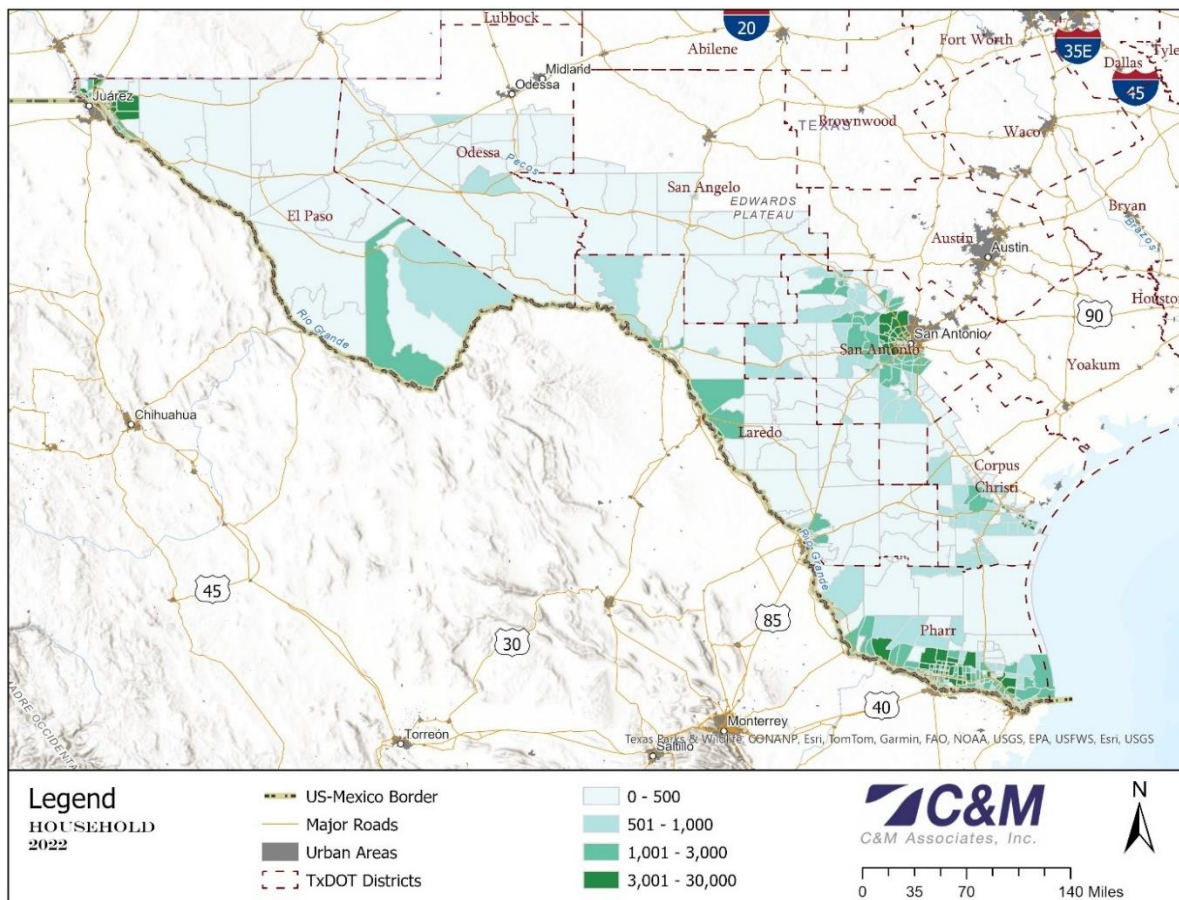 Lubbock
20
Abilene
Fort Worth
35E
Dallas
Tyle
45
Midland
Odessa
Juárez
TEXAS
Brownwood
Waco
Odessa
Pecos
San Angelo
EDWARDS
PLATEAU
Bryan
Brazos
El Paso
Austin
Austin
Houston
90
Rio Grande
San Antonio
San Antonio
Yoakum
Chihuahua
Laredo
Corpus
Christi
Rio Grande
45
30
85
Pharr
40
MADRE OCCIDENTA
Monterrey
Torreón
Saltillo
Texas Parks & Wildlife, CONANP, Esri, TomTom, Garmin, FAO, NOAA, USGS, EPA, USFWS, Esri, USGS
Legend
HOUSEHOLD
2022
US-Mexico Border
Major Roads
Urban Areas
TxDOT Districts
0 - 500
501 - 1,000
1,001 - 3,000
3,001 - 30,000
C&M
C&M Associates, Inc.
N
0 35 70 140 Miles